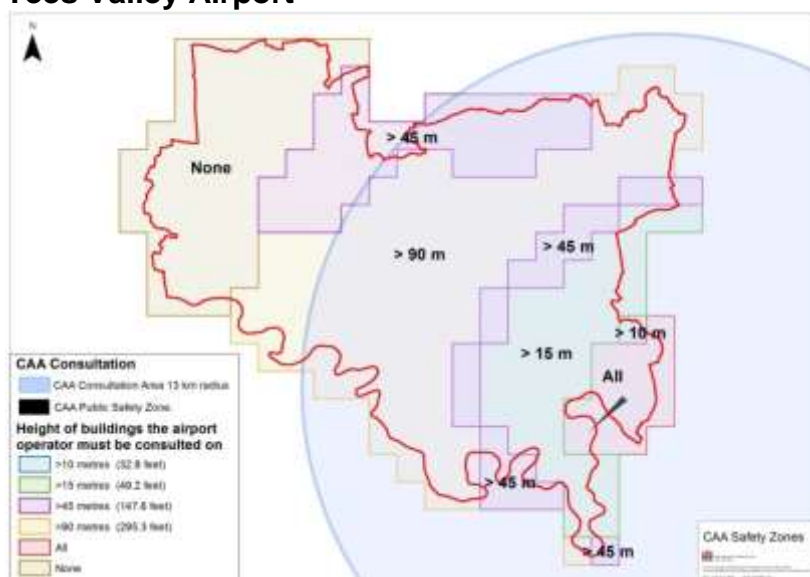 Tees Valley Airport
N
> 45 m
None
> 90 m
> 45 m
> 10 m
> 15 m
All
> 45 m
> 45 m
CAA Consultation
CAA Consultation Area 13 km radius
CAA Public Safety Zone
Height of buildings the airport
operator must be consulted on
>10 metres (32.8 feet)
>15 metres (49.2 feet)
>45 metres (147.6 feet)
>90 metres (295.3 feet)
All
None
CAA Safety Zones